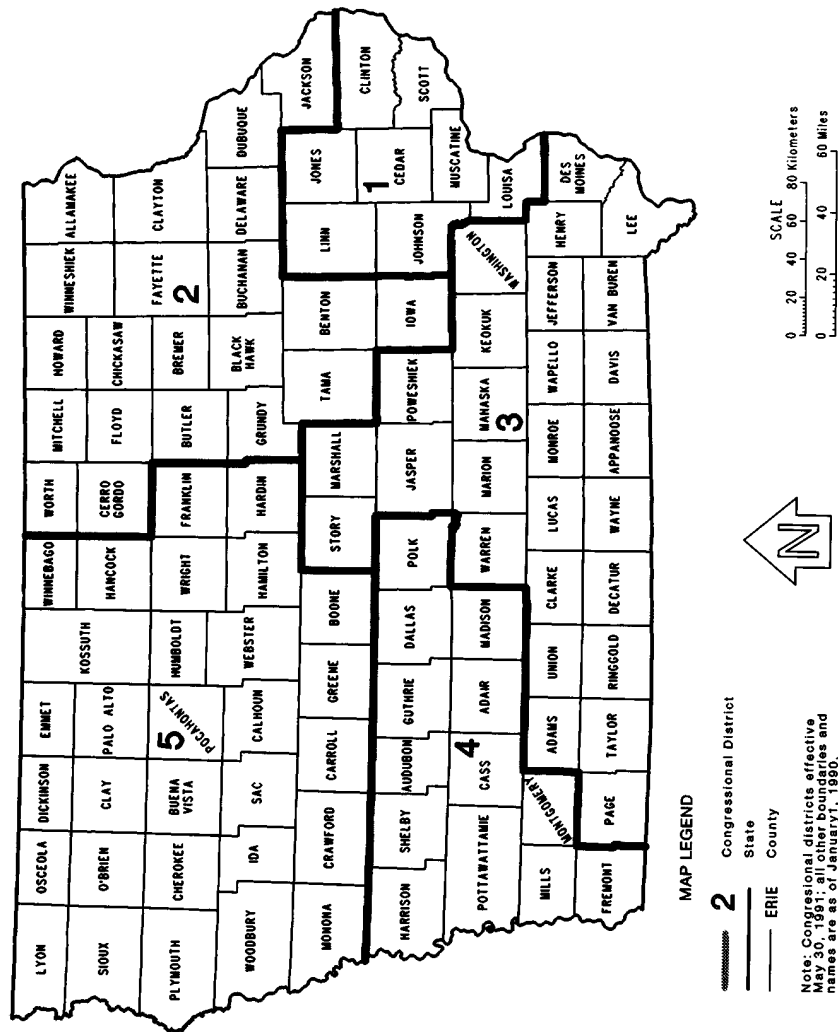 LYON
OSCEOLA
DICKINSON
EMMET
KOSSUTH
WINNEBAGO
WORTH
MITCHELL
HOWARD
WINNESHIEK
ALLAMAKEE
SIOUX
O'BRIEN
CLAY
PALO ALTO
HANCOCK
CERRO
GORDO
FLOYD
CHICKASAW
FAYETTE
2
CLAYTON
PLYMOUTH
CHEROKEE
BUENA
VISTA
5
POCAHONTAS
HUMBOLDT
WRIGHT
FRANKLIN
BUTLER
BREMER
WOODBURY
IDA
SAC
CALHOUN
WEBSTER
HAMILTON
HARDIN
GRUNDY
BLACK
HAWK
BUCHANAN
DELAWARE
DUBUQUE
MONONA
CRAWFORD
CARROLL
GREENE
BOONE
STORY
MARSHALL
TAMA
BENTON
LINN
JONES
JACKSON
1
CEDAR
CLINTON
SCOTT
HARRISON
SHELBY
AUDUBON
GUTHRIE
DALLAS
POLK
JASPER
POWESHIEK
IOWA
JOHNSON
MUSCATINE
POTTAWATTAMIE
CASS
4
ADAIR
MADISON
WARREN
MARION
MAHASKA
3
KEOKUK
WASHINGTON
LOUISA
MILLS
MONTGOMERY
ADAMS
UNION
CLARKE
LUCAS
MONROE
WAPELLO
JEFFERSON
HENRY
DES
MOINES
FREMONT
PAGE
TAYLOR
RINGGOLD
DECATUR
WAYNE
APPANOOSE
DAVIS
VAN BUREN
LEE
MAP LEGEND
2 Congressional District
State
ERIE County
Note: Congresional districts effective
May 30, 1991; all other boundaries and
names are as of January1, 1990.
N
SCALE
0 20 40 60 80 Kilometers
0 20 40 60 Miles